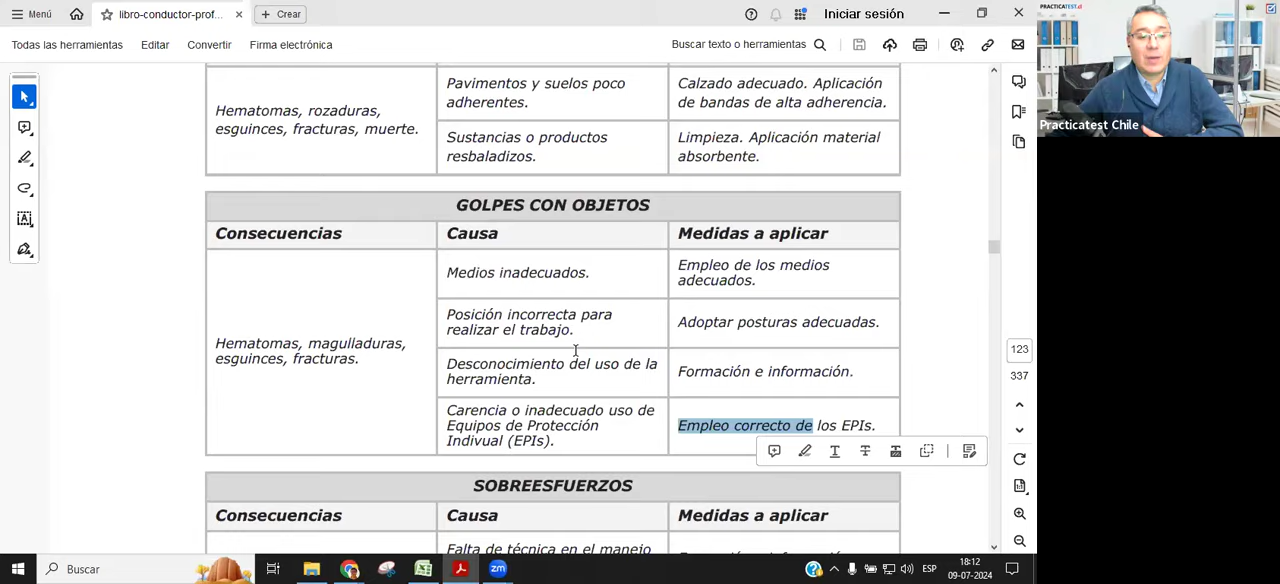 Menú
libro-conductor-prof...
Crear
Iniciar sesión
Todas las herramientas
Editar
Convertir
Firma electrónica
Buscar texto o herramientas
PRACTICATEST.cl
Practicatest Chile
Hematomas, rozaduras,
esguinces, fracturas, muerte.
Pavimentos y suelos poco
adherentes.
Calzado adecuado. Aplicación
de bandas de alta adherencia.
Sustancias o productos
resbaladizos.
Limpieza. Aplicación material
absorbente.
GOLPES CON OBJETOS
Consecuencias
Causa
Medidas a aplicar
Hematomas, magulladuras,
esguinces, fracturas.
Medios inadecuados.
Empleo de los medios
adecuados.
Posición incorrecta para
realizar el trabajo.
Adoptar posturas adecuadas.
Desconocimiento del uso de la
herramienta.
Formación e información.
Carencia o inadecuado uso de
Equipos de Protección
Indivual (EPIs).
Empleo correcto de los EPIs.
SOBREESFUERZOS
Consecuencias
Causa
Medidas a aplicar
Falta de técnica en el manejo
123
337
Buscar
zm
ESP
18:12
09-07-2024